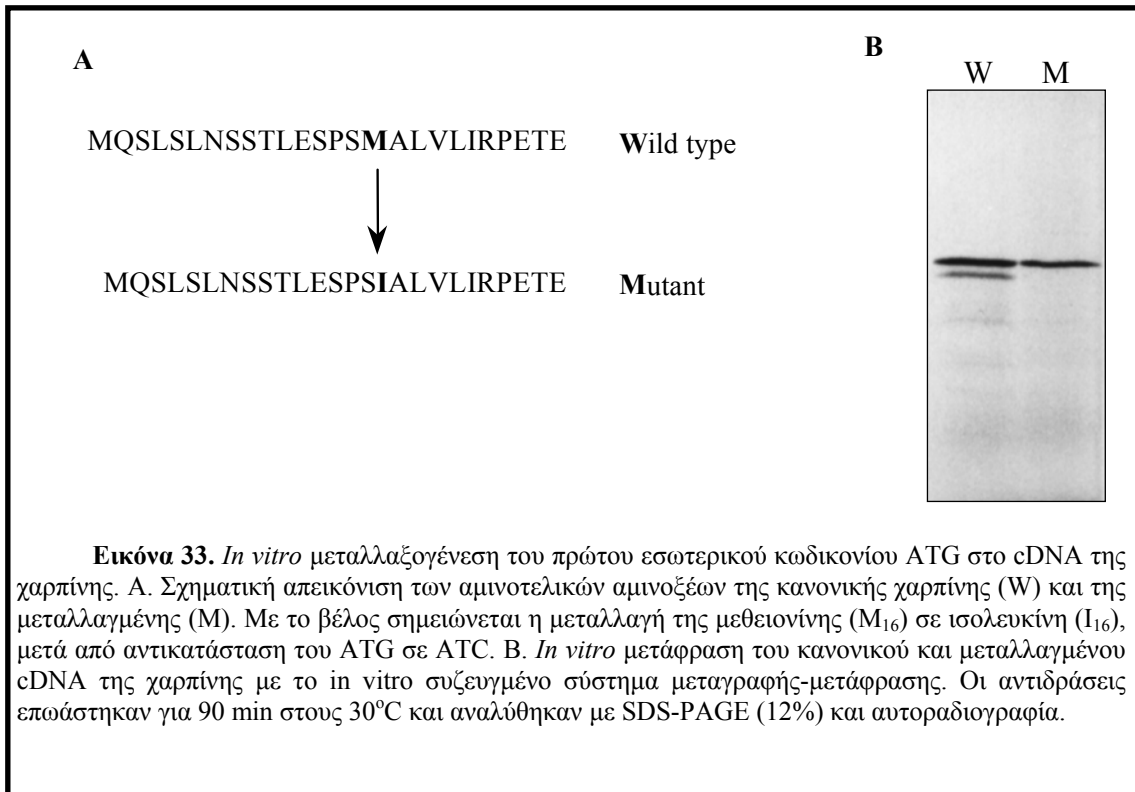 A
B
W M
MQSLSLNSSTLESPSMALVLIRPETE Wild type
MQSLSLNSSTLESPSIALVLIRPETE Mutant
Εικόνα 33. In vitro μεταλλαξογένεση του πρώτου εσωτερικού κωδικονίου ATG στο cDNA της
χαρπίνης. Α. Σχηματική απεικόνιση των αμινοτελικών αμινοξέων της κανονικής χαρπίνης (W) και της
μεταλλαγμένης (M). Με το βέλος σημειώνεται η μεταλλαγή της μεθειονίνης (M₁₆) σε ισολευκίνη (I₁₆),
μετά από αντικατάσταση του ATG σε ATC. Β. In vitro μετάφραση του κανονικού και μεταλλαγμένου
cDNA της χαρπίνης με το in vitro συζευγμένο σύστημα μεταγραφής-μετάφρασης. Οι αντιδράσεις
επωάστηκαν για 90 min στους 30°C και αναλύθηκαν με SDS-PAGE (12%) και αυτοραδιογραφία.